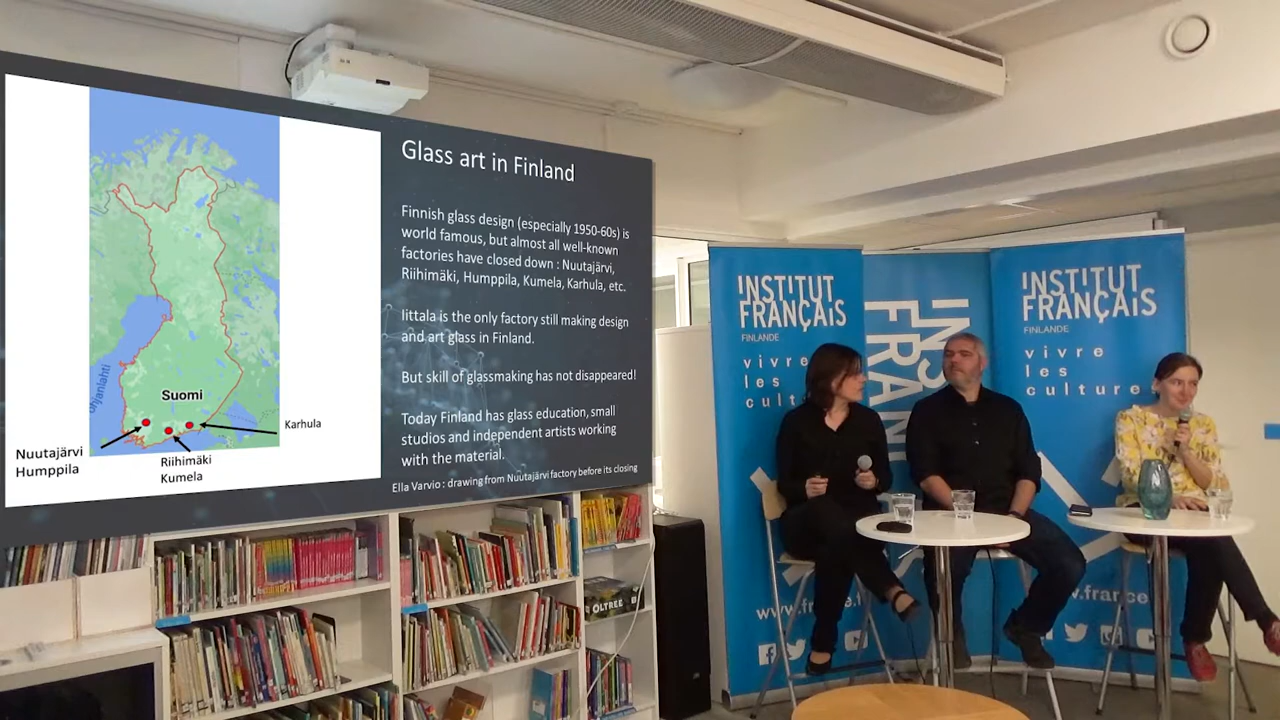 Glass art in Finland
Finnish glass design (especially 1950-60s) is
world famous, but almost all well-known
factories have closed down : Nuutajärvi,
Riihimäki, Humppila, Kumela, Karhula, etc.
Iittala is the only factory still making design
and art glass in Finland.
But skill of glassmaking has not disappeared!
Today Finland has glass education, small
studios and independent artists working
with the material.
Ella Varvio : drawing from Nuutajärvi factory before its closing
Suomi
Karhula
Nuutajärvi
Humppila
Riihimäki
Kumela
INSTITUT
FRANÇAIS
FINLANDE
vivre
les
INSTITUT
FRANÇAIS
FINLANDE
vivre
les
culture
OLTREE